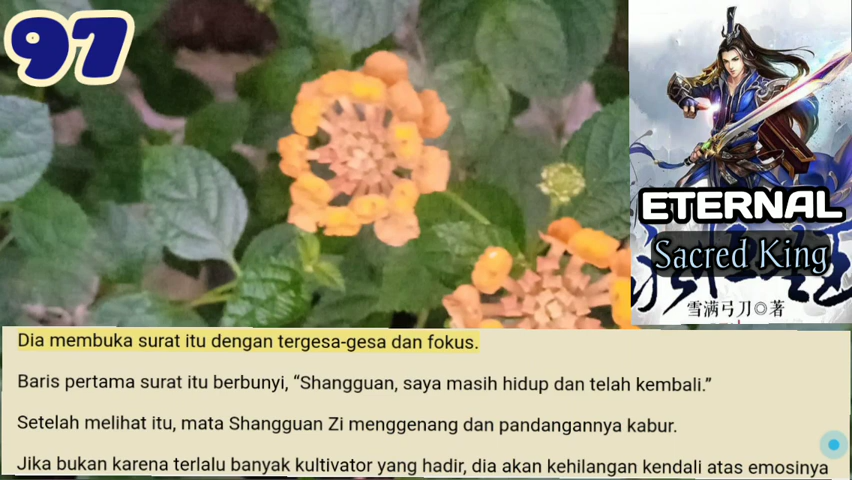 97
ETERNAL
Sacred King
雪满弓刀◎著
Dia membuka surat itu dengan tergesa-gesa dan fokus.
Baris pertama surat itu berbunyi, “Shangguan, saya masih hidup dan telah kembali.”
Setelah melihat itu, mata Shangguan Zi menggenang dan pandangannya kabur.
Jika bukan karena terlalu banyak kultivator yang hadir, dia akan kehilangan kendali atas emosinya